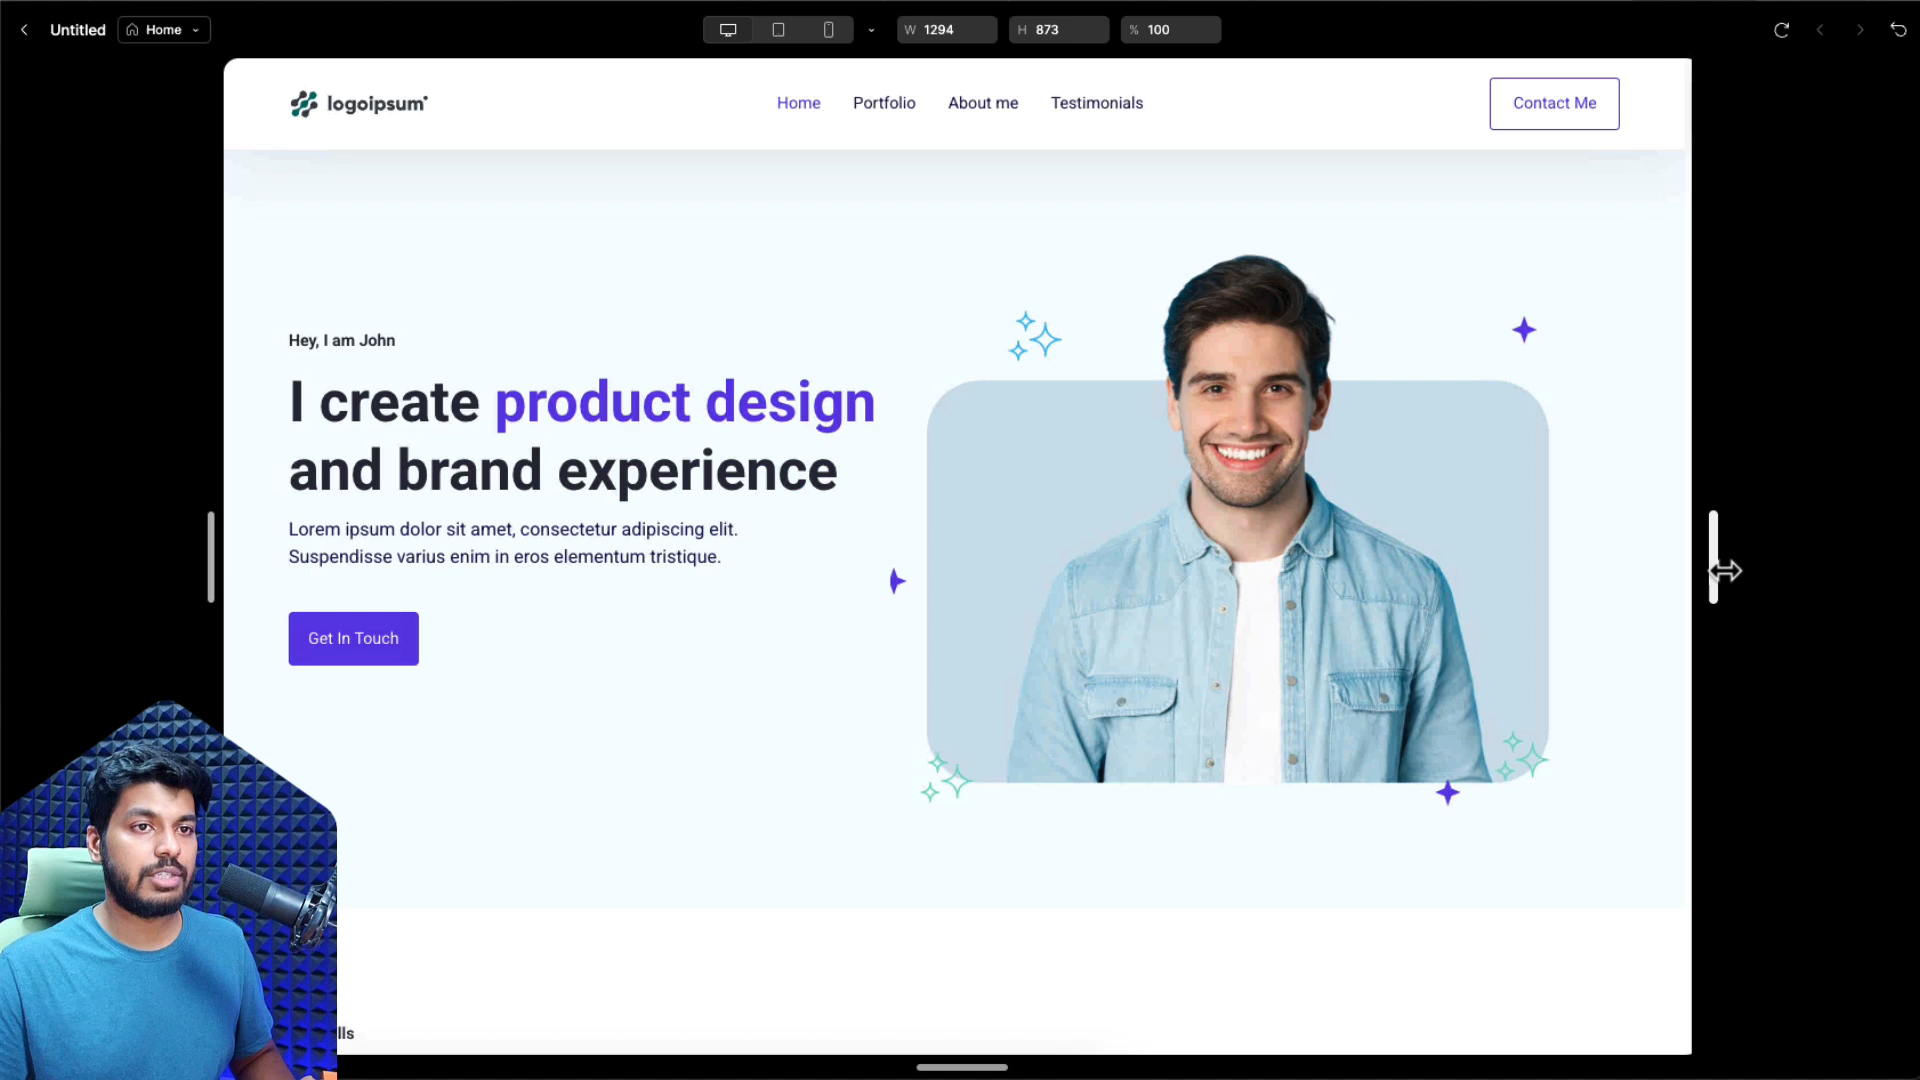 Untitled
Home
W 1294
H 873
% 100
logoipsum
Home
Portfolio
About me
Testimonials
Contact Me
Hey, I am John
I create product design
and brand experience
Lorem ipsum dolor sit amet, consectetur adipiscing elit.
Suspendisse varius enim in eros elementum tristique.
Get In Touch
lls